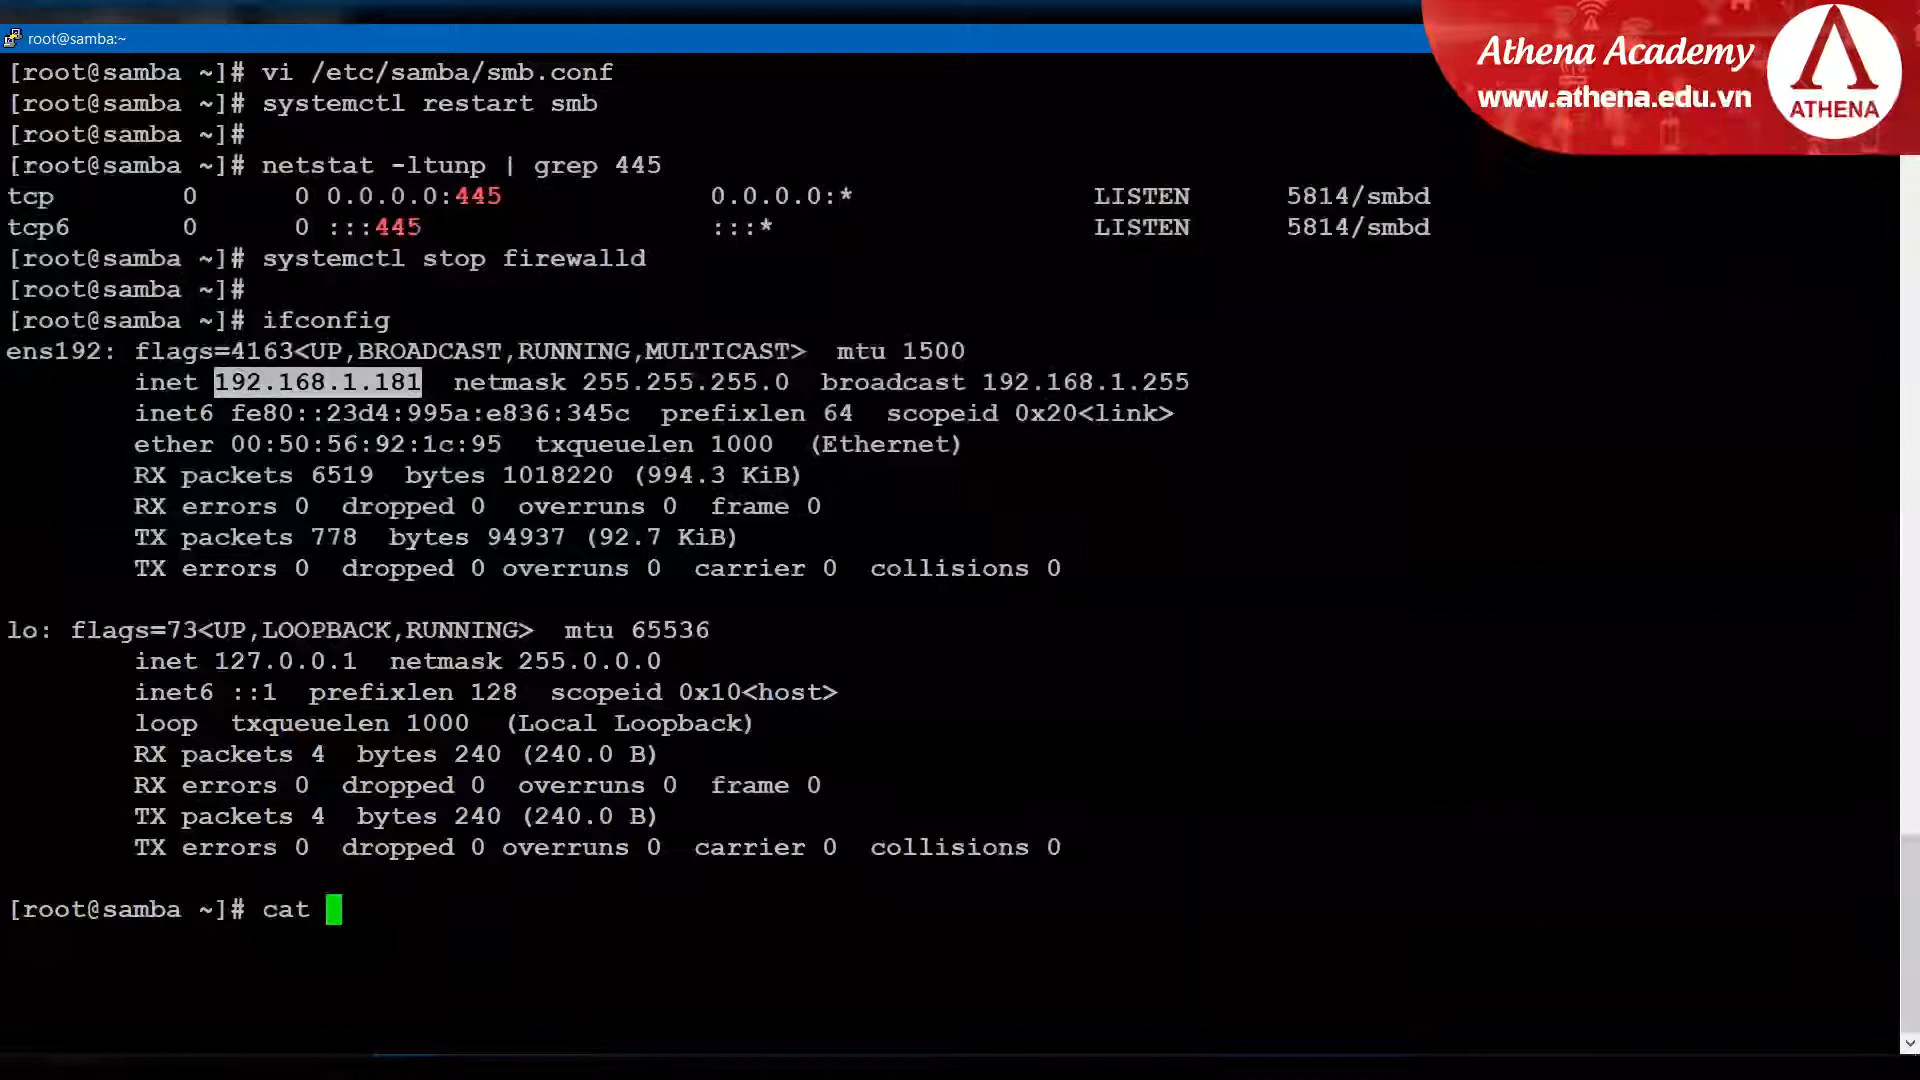 root@samba:~
Athena Academy
www.athena.edu.vn
ATHENA
[root@samba ~]# vi /etc/samba/smb.conf
[root@samba ~]# systemctl restart smb
[root@samba ~]#
[root@samba ~]# netstat -ltunp | grep 445
tcp 0 0 0.0.0.0:445 0.0.0.0:* LISTEN 5814/smbd
tcp6 0 0 :::445 :::* LISTEN 5814/smbd
[root@samba ~]# systemctl stop firewalld
[root@samba ~]#
[root@samba ~]# ifconfig
ens192: flags=4163<UP,BROADCAST,RUNNING,MULTICAST> mtu 1500
inet 192.168.1.181 netmask 255.255.255.0 broadcast 192.168.1.255
inet6 fe80::23d4:995a:e836:345c prefixlen 64 scopeid 0x20<link>
ether 00:50:56:92:1c:95 txqueuelen 1000 (Ethernet)
RX packets 6519 bytes 1018220 (994.3 KiB)
RX errors 0 dropped 0 overruns 0 frame 0
TX packets 778 bytes 94937 (92.7 KiB)
TX errors 0 dropped 0 overruns 0 carrier 0 collisions 0
lo: flags=73<UP,LOOPBACK,RUNNING> mtu 65536
inet 127.0.0.1 netmask 255.0.0.0
inet6 ::1 prefixlen 128 scopeid 0x10<host>
loop txqueuelen 1000 (Local Loopback)
RX packets 4 bytes 240 (240.0 B)
RX errors 0 dropped 0 overruns 0 frame 0
TX packets 4 bytes 240 (240.0 B)
TX errors 0 dropped 0 overruns 0 carrier 0 collisions 0
[root@samba ~]# cat